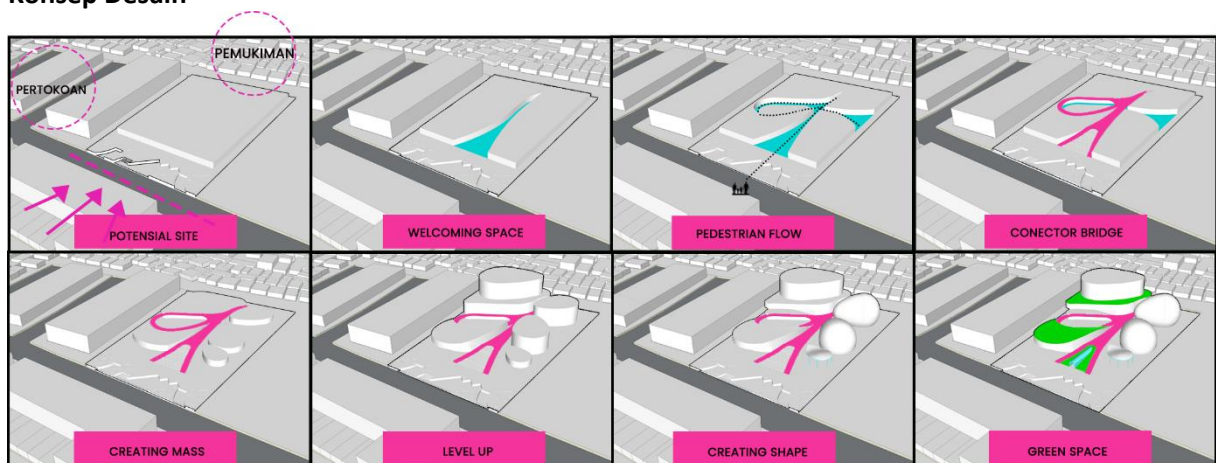 Konsep Desain
PEMUKIMAN
PERTOKOAN
POTENSIAL SITE
WELCOMING SPACE
PEDESTRIAN FLOW
CONECTOR BRIDGE
CREATING MASS
LEVEL UP
CREATING SHAPE
GREEN SPACE